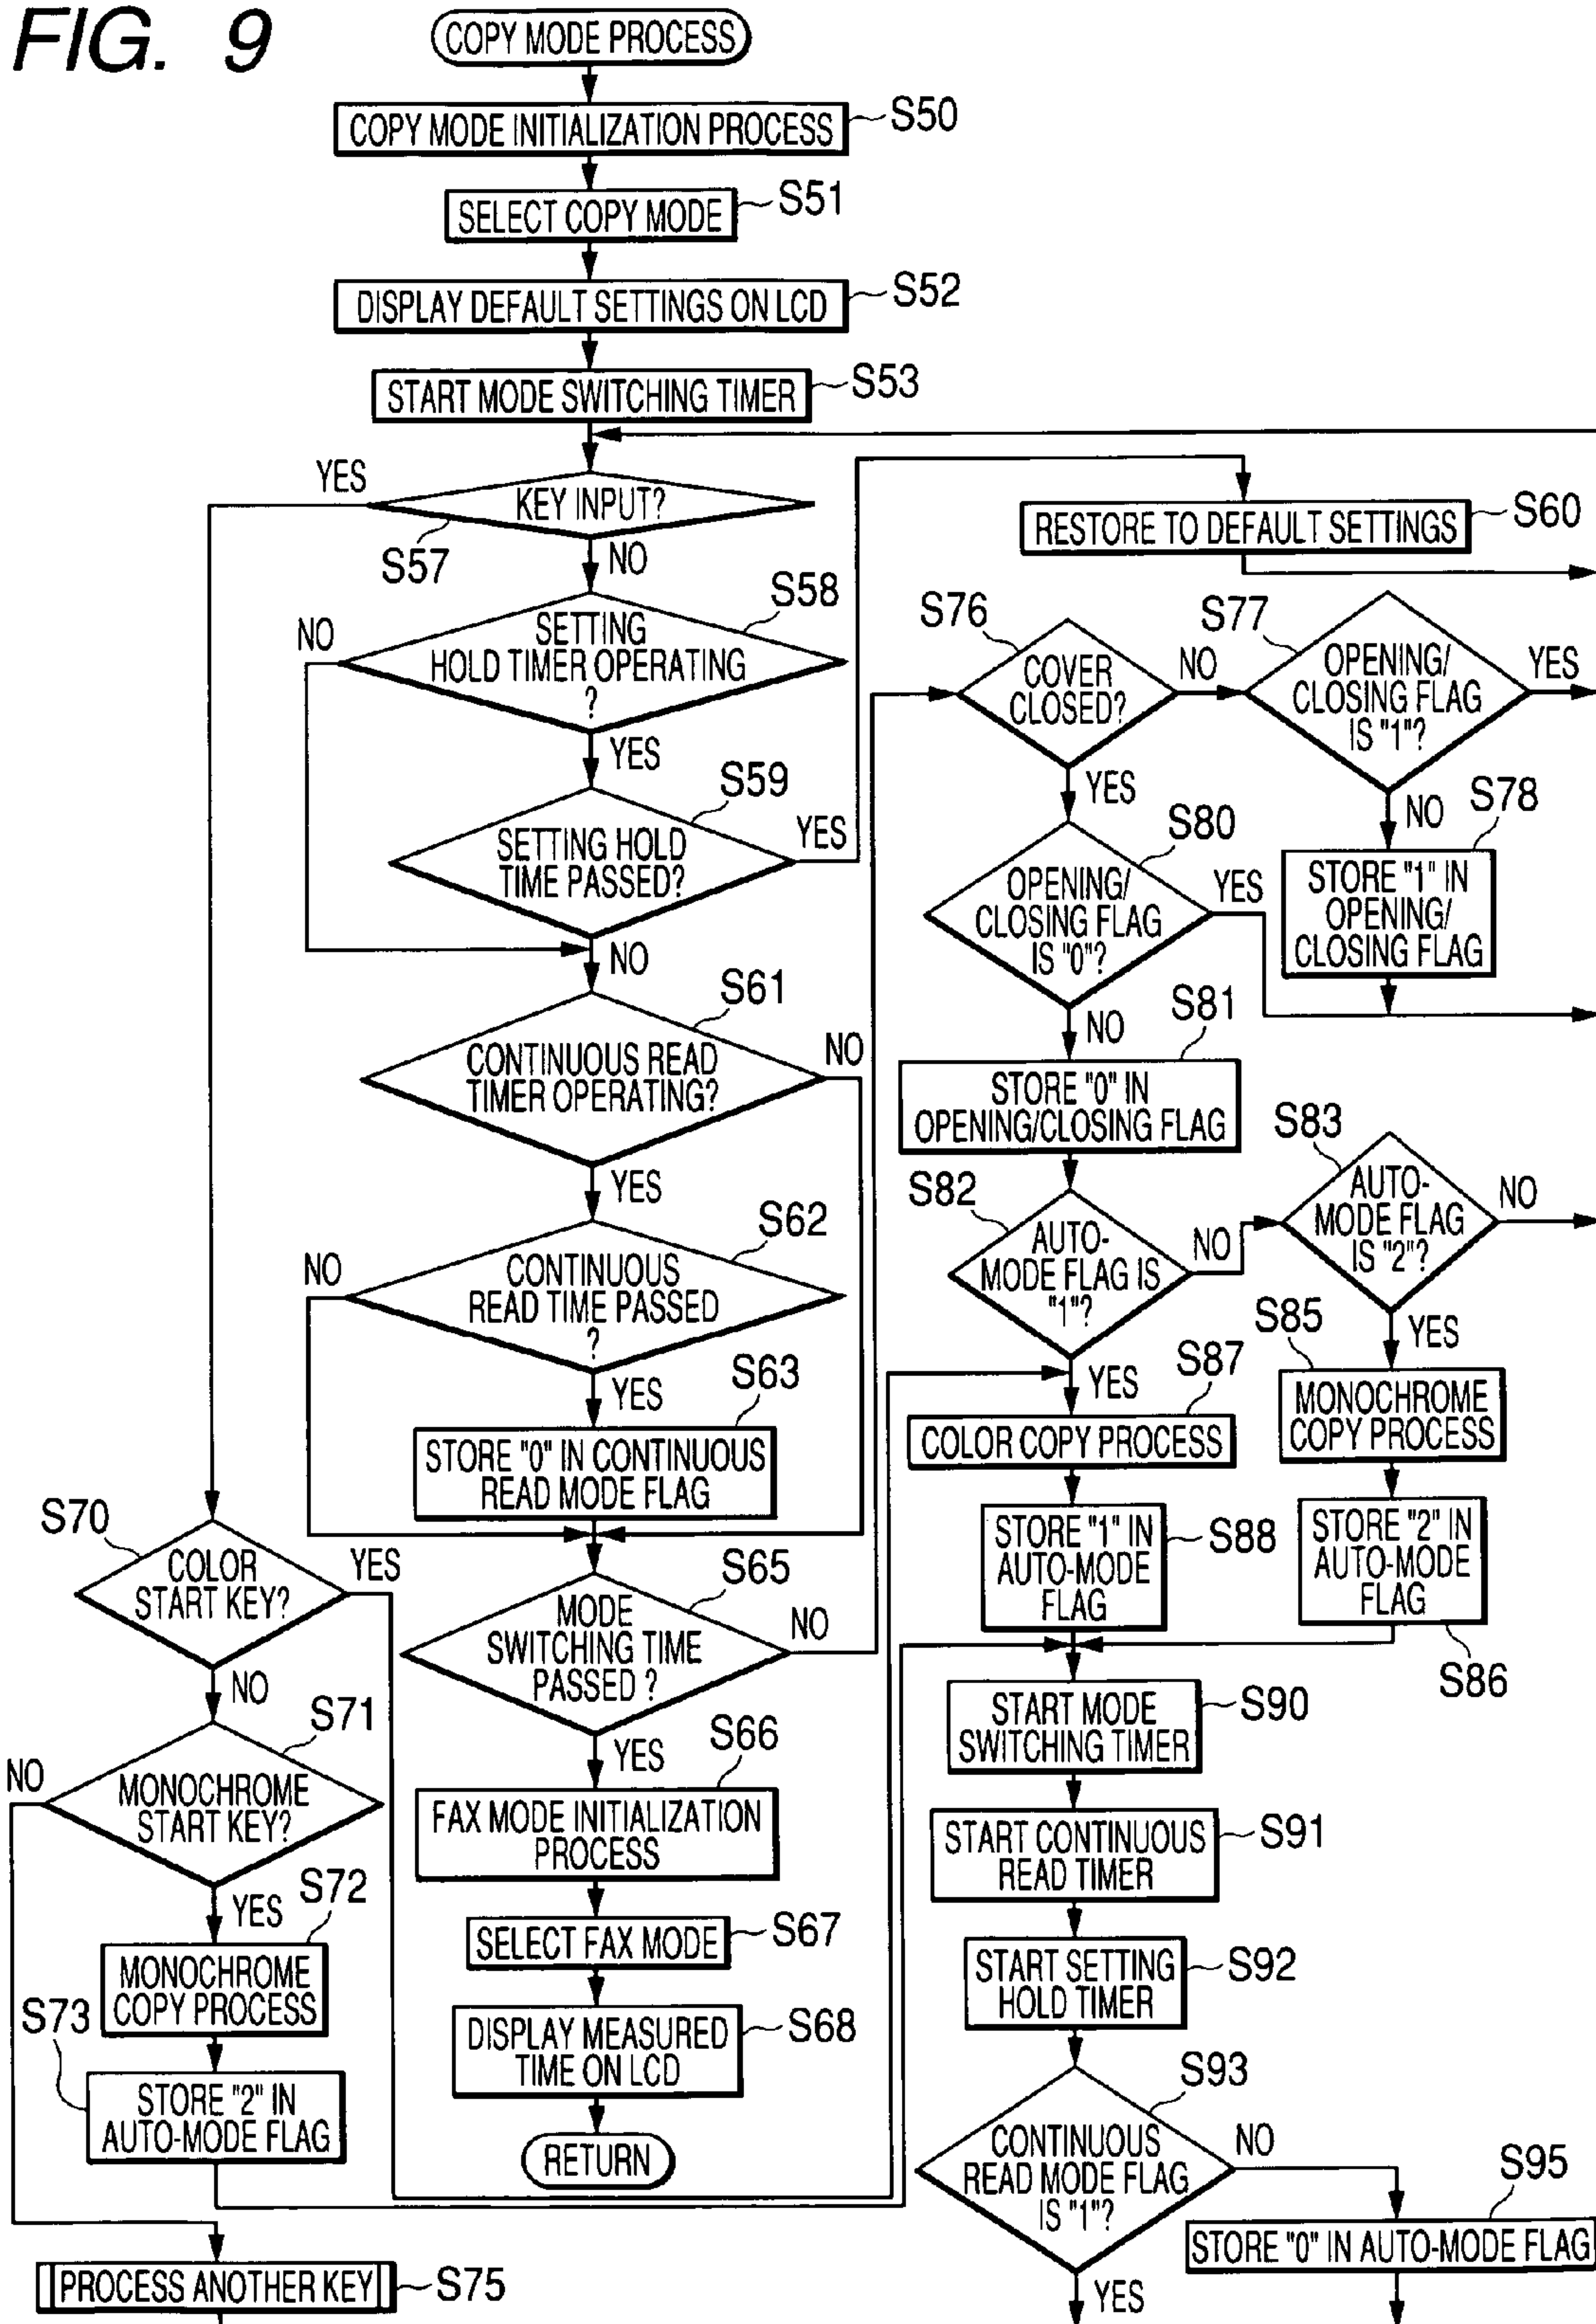 FIG. 9
COPY MODE PROCESS
COPY MODE INITIALIZATION PROCESS
S50
SELECT COPY MODE
S51
DISPLAY DEFAULT SETTINGS ON LCD
S52
START MODE SWITCHING TIMER
S53
YES
KEY INPUT?
S57
NO
RESTORE TO DEFAULT SETTINGS
S60
S58
NO
SETTING
HOLD TIMER OPERATING
?
YES
S59
SETTING HOLD
TIME PASSED?
YES
NO
S61
CONTINUOUS READ
TIMER OPERATING?
NO
YES
S62
NO
CONTINUOUS
READ TIME PASSED
?
YES
S63
STORE "0" IN CONTINUOUS
READ MODE FLAG
S65
MODE
SWITCHING TIME
PASSED ?
NO
YES
S66
FAX MODE INITIALIZATION
PROCESS
SELECT FAX MODE
S67
DISPLAY MEASURED
TIME ON LCD
S68
RETURN
S70
COLOR
START KEY?
YES
NO
S71
NO
MONOCHROME
START KEY?
YES
S72
MONOCHROME
COPY PROCESS
S73
STORE "2" IN
AUTO-MODE FLAG
PROCESS ANOTHER KEY
S75
S76
COVER
CLOSED?
NO
YES
S77
OPENING/
CLOSING FLAG
IS "1"?
YES
NO
S78
STORE "1" IN
OPENING/
CLOSING FLAG
S80
OPENING/
CLOSING FLAG
IS "0"?
YES
NO
S81
STORE "0" IN
OPENING/CLOSING FLAG
S82
AUTO-
MODE FLAG IS
"1"?
NO
YES
S83
AUTO-
MODE FLAG
IS "2"?
NO
YES
S85
MONOCHROME
COPY PROCESS
STORE "2" IN
AUTO-MODE
FLAG
S86
S87
COLOR COPY PROCESS
STORE "1" IN
AUTO-MODE
FLAG
S88
START MODE
SWITCHING TIMER
S90
START CONTINUOUS
READ TIMER
S91
START SETTING
HOLD TIMER
S92
S93
CONTINUOUS
READ MODE FLAG
IS "1"?
NO
YES
S95
STORE "0" IN AUTO-MODE FLAG